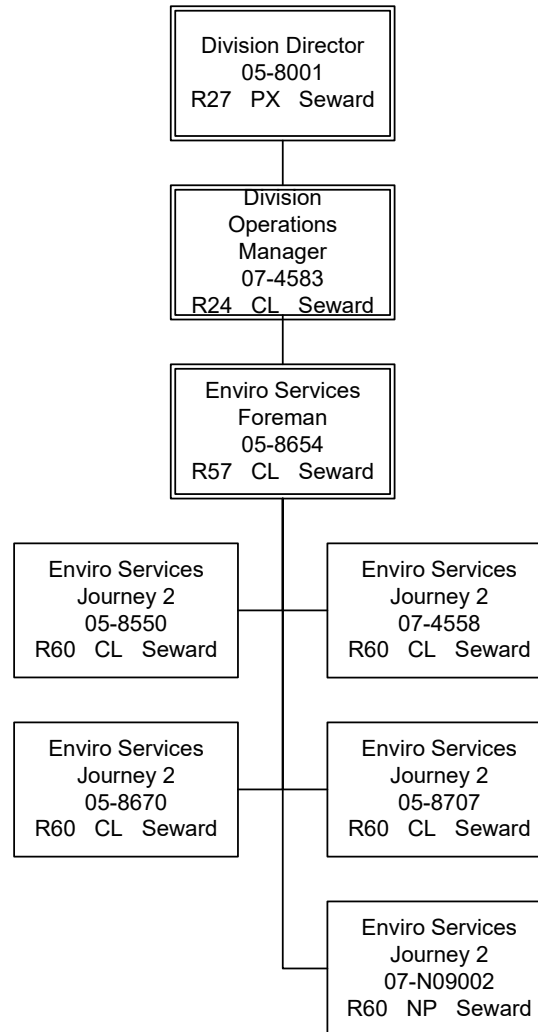 Division Director
05-8001
R27 PX Seward
Division
Operations
Manager
07-4583
R24 CL Seward
Enviro Services
Foreman
05-8654
R57 CL Seward
Enviro Services
Journey 2
05-8550
R60 CL Seward
Enviro Services
Journey 2
07-4558
R60 CL Seward
Enviro Services
Journey 2
05-8670
R60 CL Seward
Enviro Services
Journey 2
05-8707
R60 CL Seward
Enviro Services
Journey 2
07-N09002
R60 NP Seward